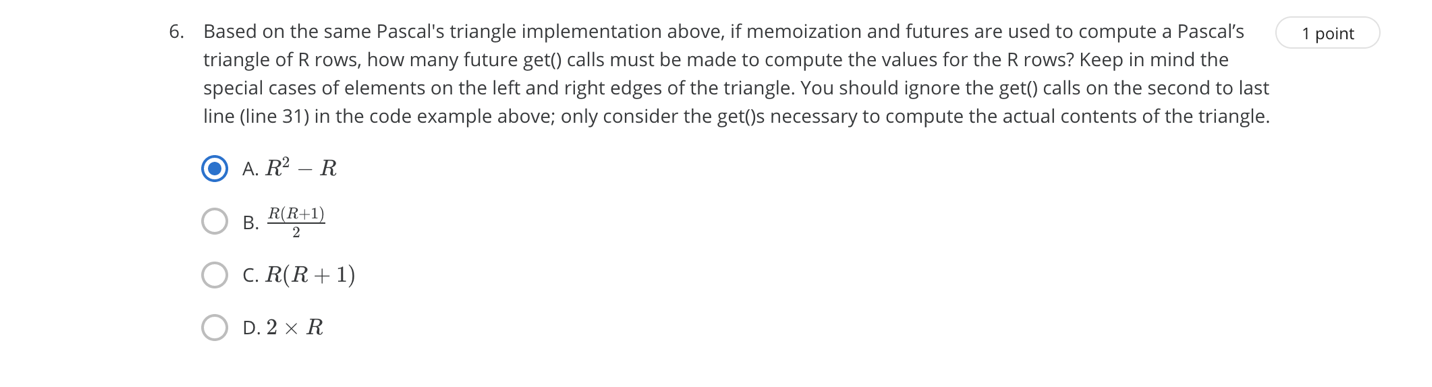 6. Based on the same Pascal's triangle implementation above, if memoization and futures are used to compute a Pascal’s
1 point
triangle of R rows, how many future get() calls must be made to compute the values for the R rows? Keep in mind the
special cases of elements on the left and right edges of the triangle. You should ignore the get() calls on the second to last
line (line 31) in the code example above; only consider the get()s necessary to compute the actual contents of the triangle.
A. R² − R
B. R(R+1)/2
C. R(R + 1)
D. 2 × R